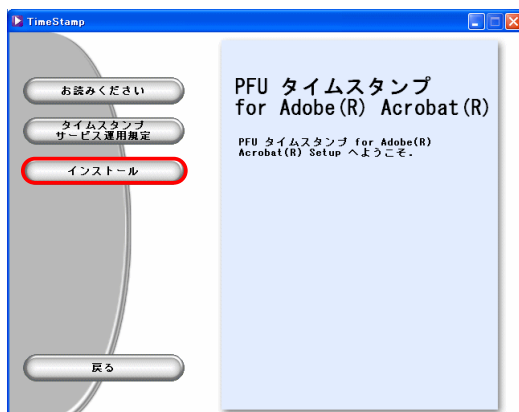 TimeStamp
お読みください
タイムスタンプ
サービス運用規定
インストール
戻る
PFU タイムスタンプ
for Adobe(R) Acrobat(R)
PFU タイムスタンプ for Adobe(R)
Acrobat(R) Setup へようこそ.